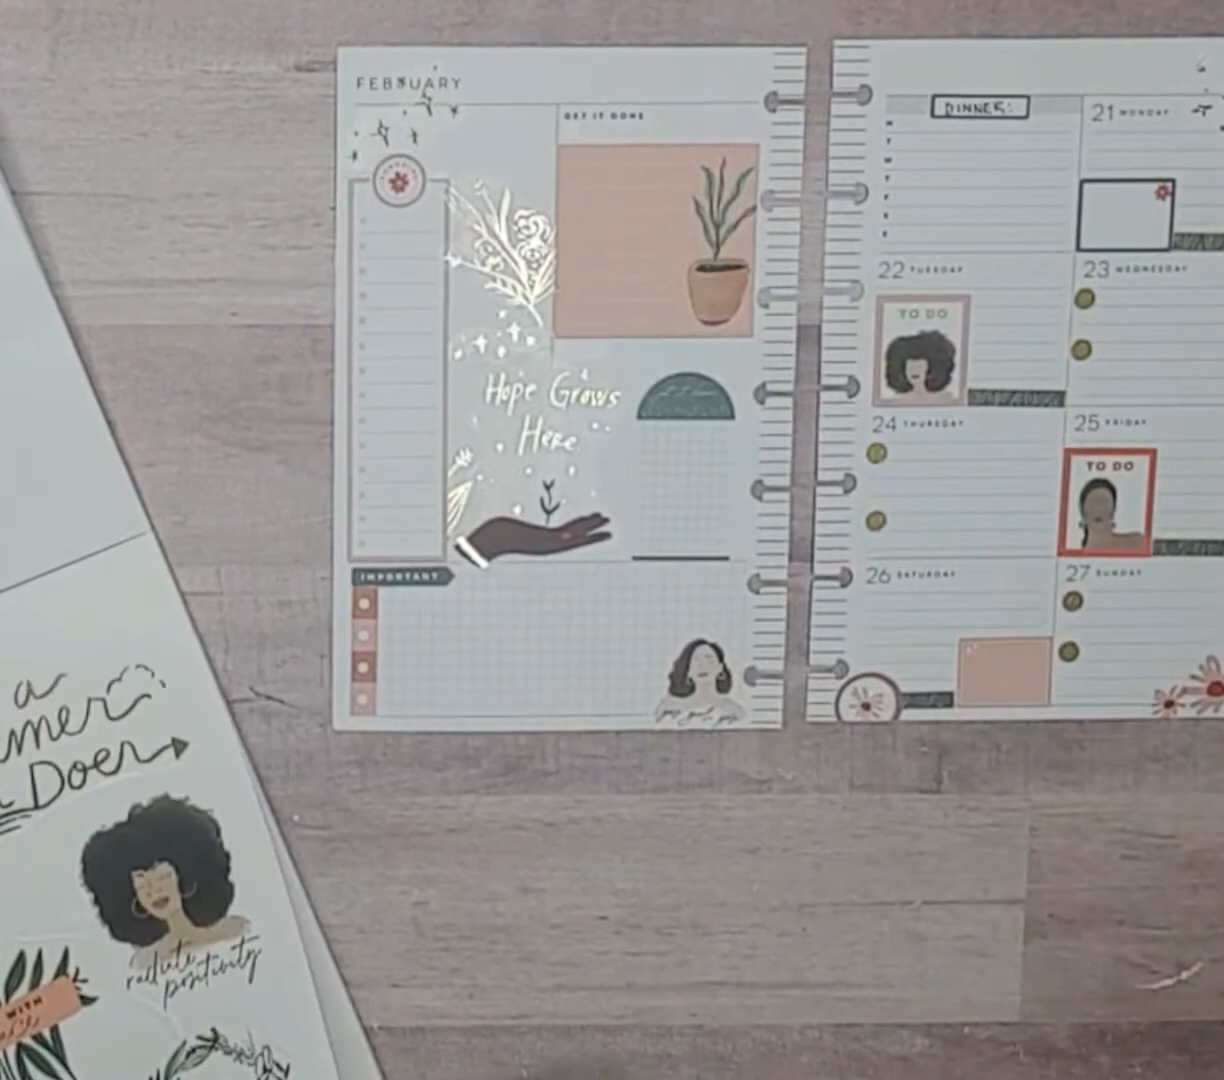 FEBRUARY
GET IT DONE
Hope Grows
Here
IMPORTANT
DINNER:
M
T
W
T
F
S
S
21 MONDAY
22 TUESDAY
TO DO
23 WEDNESDAY
24 THURSDAY
25 FRIDAY
TO DO
26 SATURDAY
27 SUNDAY
a
Doer
radiate
positivity
WITH